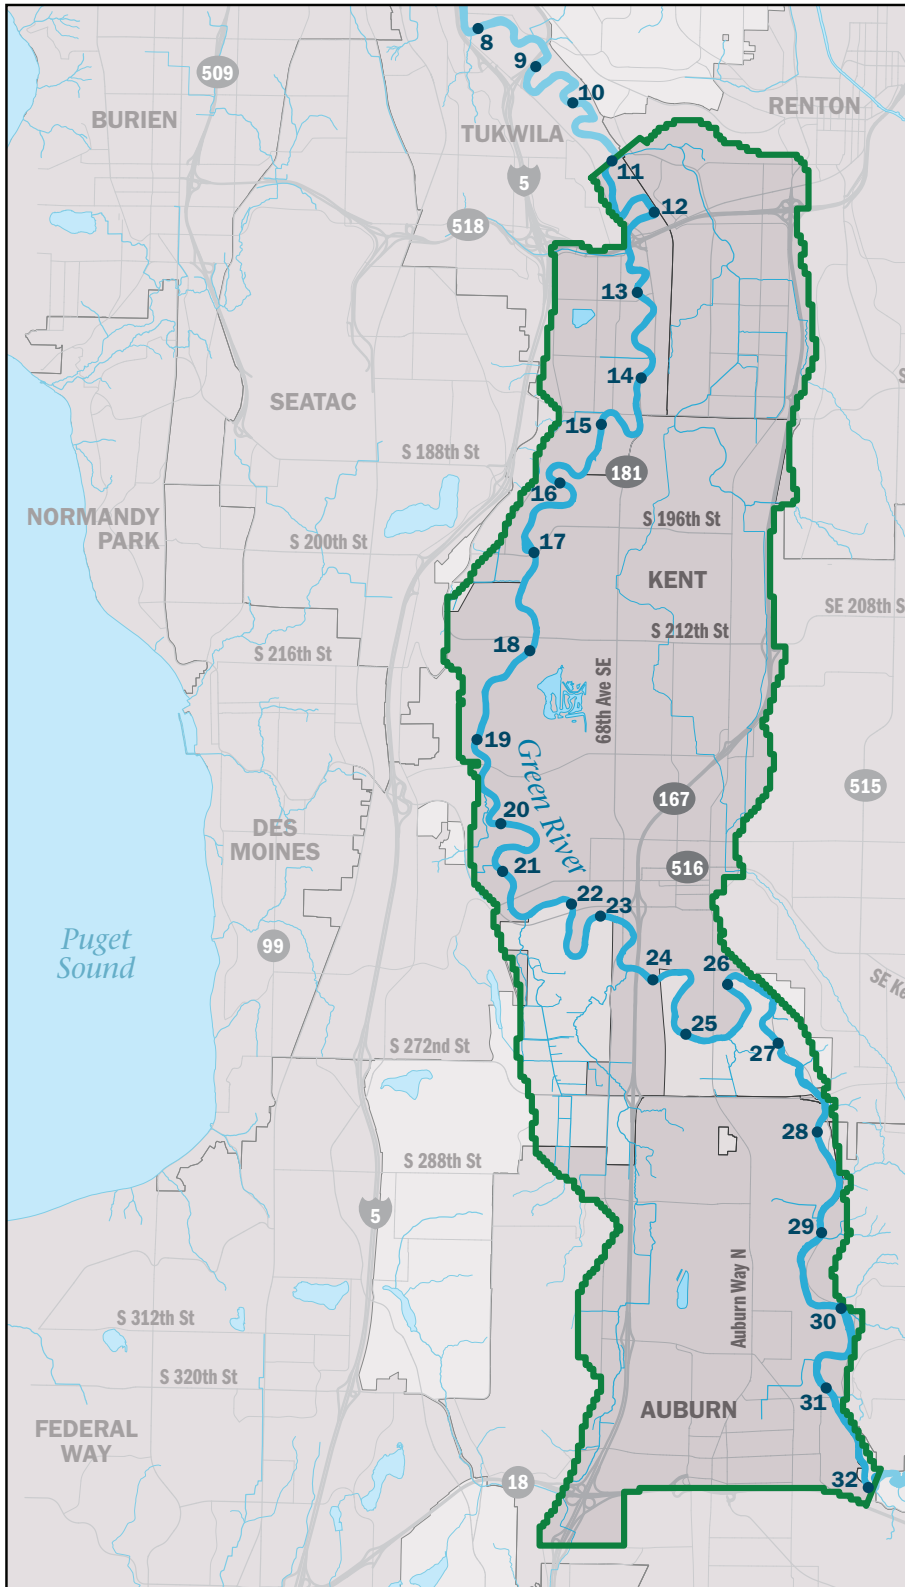 8
9
509
10
RENTON
BURIEN
TUKWILA
11
5
12
518
13
14
SEATAC
15
S 188th St
181
16
NORMANDY
PARK
S 196th St
S 200th St
17
KENT
SE 208th S
S 212th St
18
S 216th St
68th Ave SE
19
Green River
515
167
20
DES
MOINES
516
21
22
23
Puget
Sound
99
24
26
SE Ke
25
27
S 272nd St
28
S 288th St
5
29
Auburn Way N
30
S 312th St
S 320th St
31
AUBURN
FEDERAL
WAY
18
32